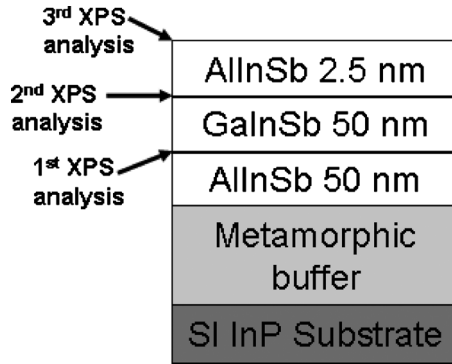 3rd XPS
analysis
AlInSb 2.5 nm
2nd XPS
analysis
GaInSb 50 nm
1st XPS
analysis
AlInSb 50 nm
Metamorphic
buffer
SI InP Substrate